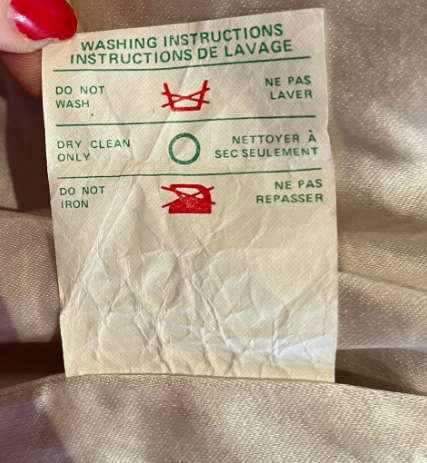 WASHING INSTRUCTIONS
INSTRUCTIONS DE LAVAGE
DO NOT
WASH
NE PAS
LAVER
DRY CLEAN
ONLY
NETTOYER À
SEC SEULEMENT
DO NOT
IRON
NE PAS
REPASSER